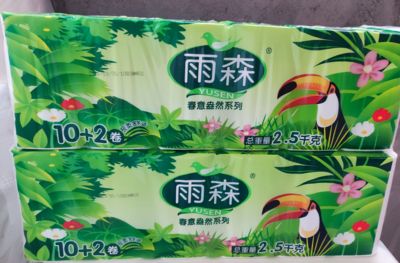 雨森
®
YUSEN
春意盎然系列
10+2卷
总重量2.5千克
雨森
®
YUSEN
春意盎然系列
10+2卷
总重量2.5千克